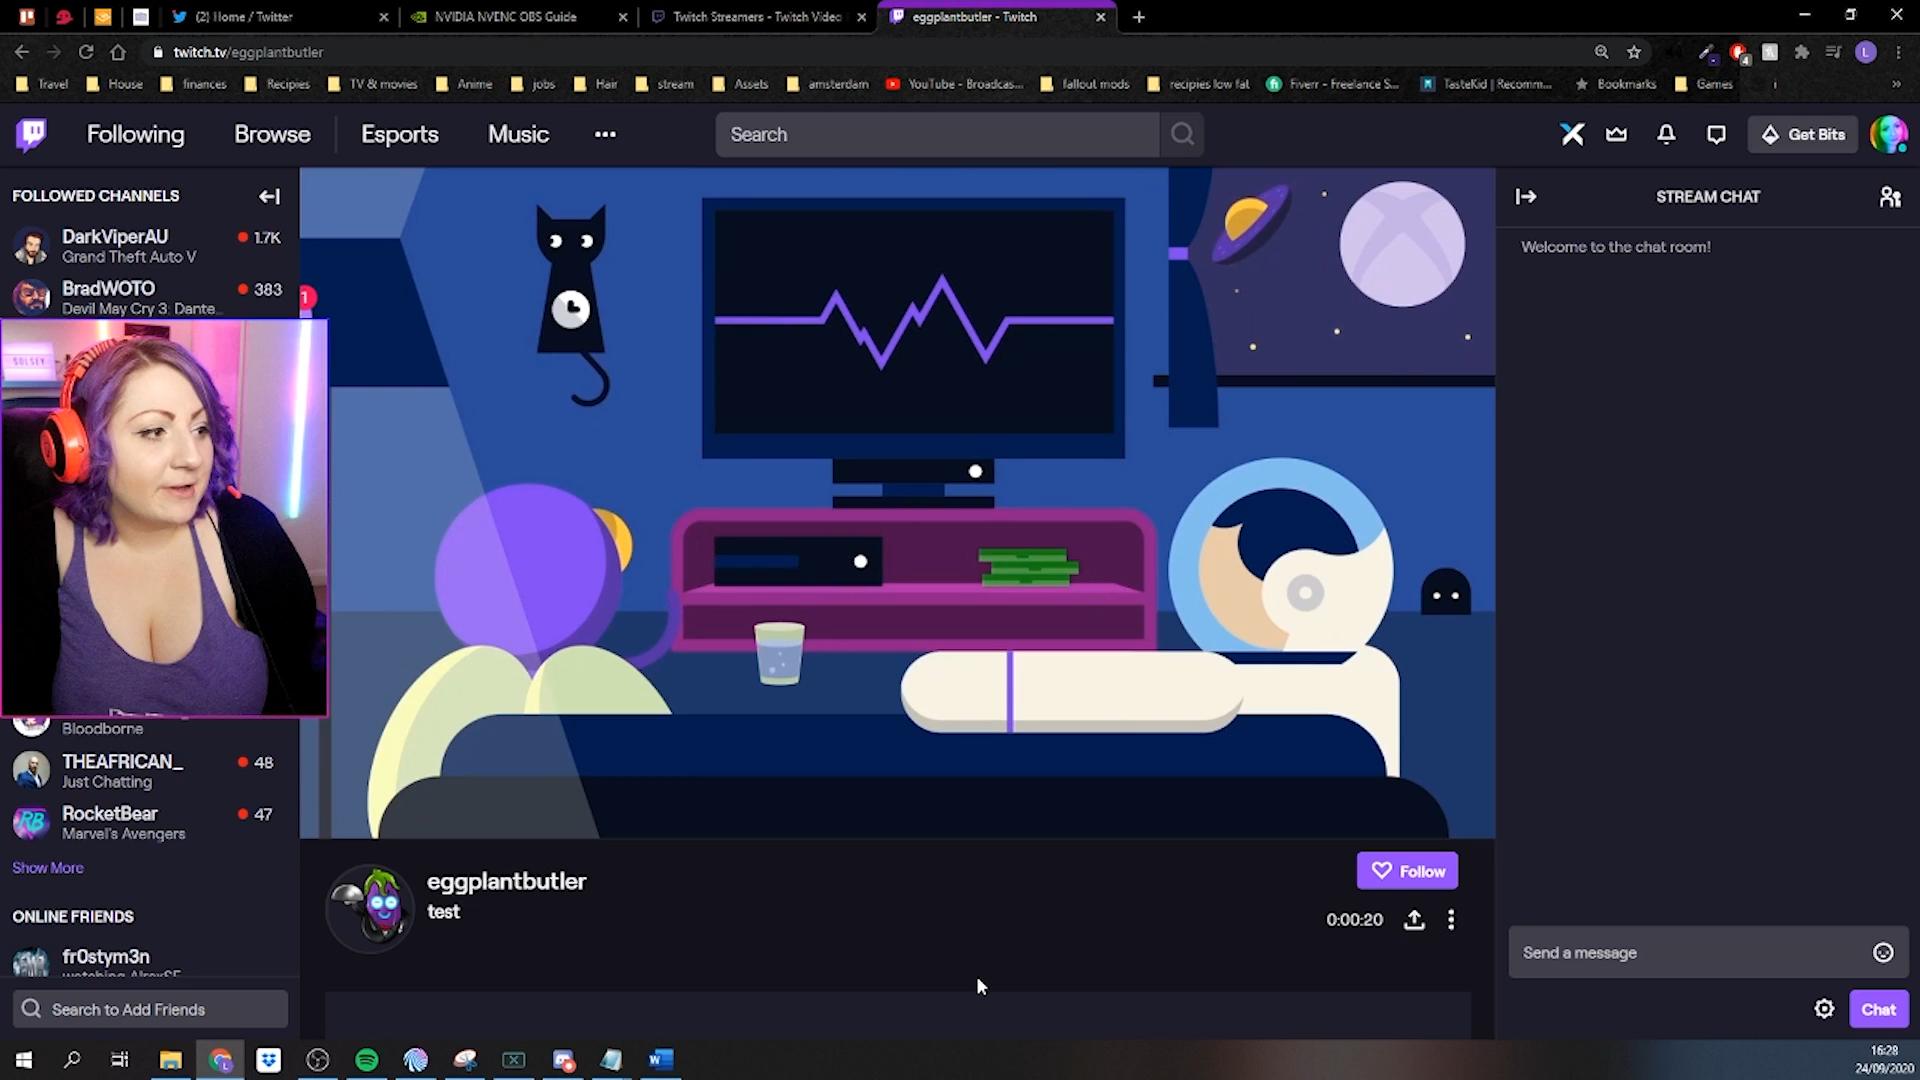 (2) Home / Twitter
NVIDIA NVENC OBS Guide
Twitch Streamers - Twitch Video
eggplantbutler - Twitch
twitch.tv/eggplantbutler
4
L
Travel
House
finances
Recipies
TV & movies
Anime
jobs
Hair
stream
Assets
amsterdam
YouTube - Broadcas...
fallout mods
recipies low fat
Fiverr - Freelance S...
TasteKid | Recomm...
Bookmarks
Games
Following
Browse
Esports
Music
Search
Get Bits
FOLLOWED CHANNELS
DarkViperAU
1.7K
Grand Theft Auto V
BradWOTO
383
Devil May Cry 3: Dante...
1
SOLSEY
Bloodborne
THEAFRICAN_
48
Just Chatting
RocketBear
47
Marvel's Avengers
Show More
ONLINE FRIENDS
fr0stym3n
Search to Add Friends
STREAM CHAT
Welcome to the chat room!
eggplantbutler
test
Follow
0:00:20
Send a message
Chat
16:28
24/09/2020